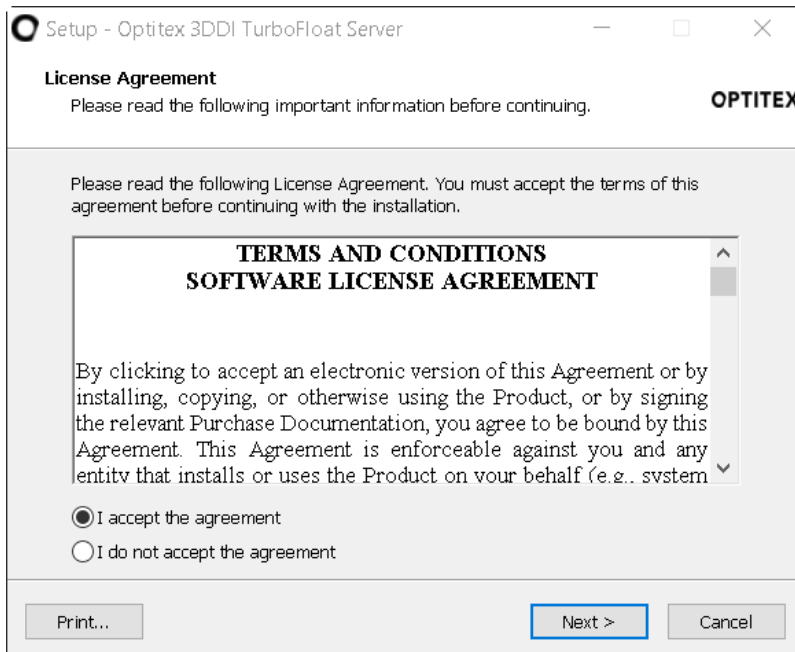 Setup - Optitex 3DDI TurboFloat Server
License Agreement
Please read the following important information before continuing.
OPTITEX
Please read the following License Agreement. You must accept the terms of this
agreement before continuing with the installation.
TERMS AND CONDITIONS
SOFTWARE LICENSE AGREEMENT
By clicking to accept an electronic version of this Agreement or by
installing, copying, or otherwise using the Product, or by signing
the relevant Purchase Documentation, you agree to be bound by this
Agreement. This Agreement is enforceable against you and any
entity that installs or uses the Product on your behalf (e.g., system
I accept the agreement
I do not accept the agreement
Print...
Next >
Cancel